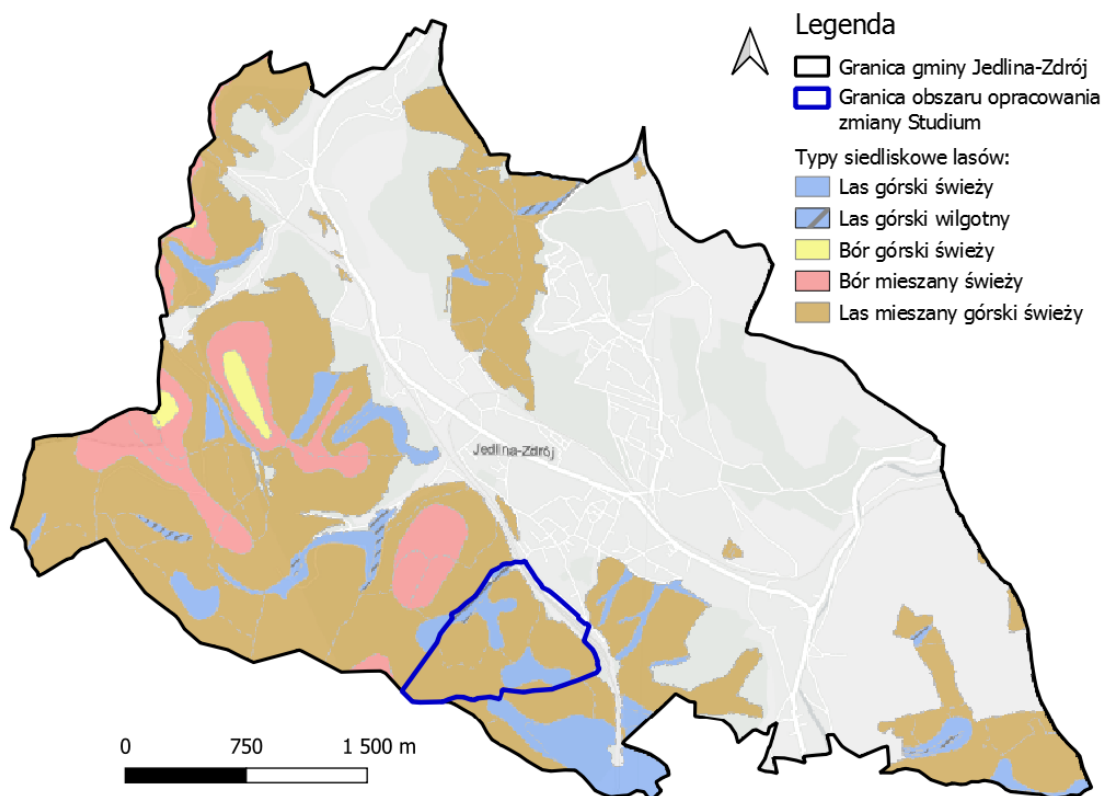 Legenda
Granica gminy Jedlina-Zdrój
Granica obszaru opracowania
zmiany Studium
Typy siedliskowe lasów:
Las górski świeży
Las górski wilgotny
Bór górski świeży
Bór mieszany świeży
Las mieszany górski świeży
Jedlina-Zdrój
0 750 1 500 m